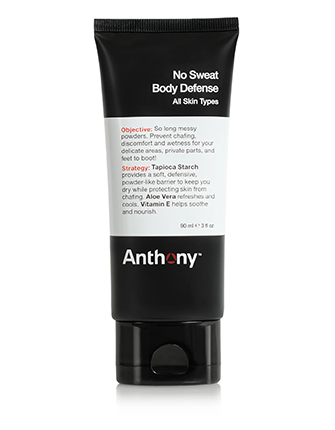 No Sweat
Body Defense
All Skin Types
Objective: So long messy
powders. Prevent chafing,
discomfort and wetness for your
delicate areas, private parts, and
feet to boot!
Strategy: Tapioca Starch
provides a soft, defensive,
powder-like barrier to keep you
dry while protecting skin from
chafing. Aloe Vera refreshes and
cools. Vitamin E helps soothe
and nourish.
90 ml ℮ 3 fl oz
Anthony™